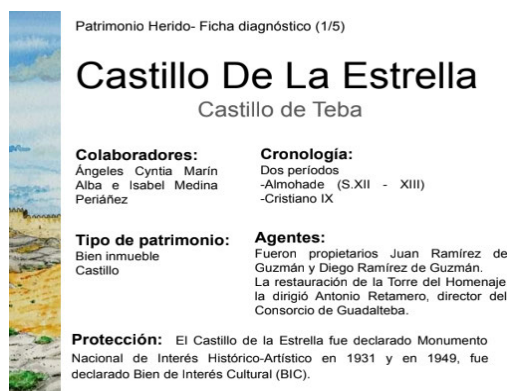 Patrimonio Herido- Ficha diagnóstico (1/5)
Castillo De La Estrella
Castillo de Teba
Colaboradores:
Ángeles Cyntia Marín
Alba e Isabel Medina
Periáñez
Cronología:
Dos períodos
-Almohade (S.XII - XIII)
-Cristiano IX
Tipo de patrimonio:
Bien inmueble
Castillo
Agentes:
Fueron propietarios Juan Ramírez de
Guzmán y Diego Ramírez de Guzmán.
La restauración de la Torre del Homenaje
la dirigió Antonio Retamero, director del
Consorcio de Guadalteba.
Protección: El Castillo de la Estrella fue declarado Monumento
Nacional de Interés Histórico-Artístico en 1931 y en 1949, fue
declarado Bien de Interés Cultural (BIC).